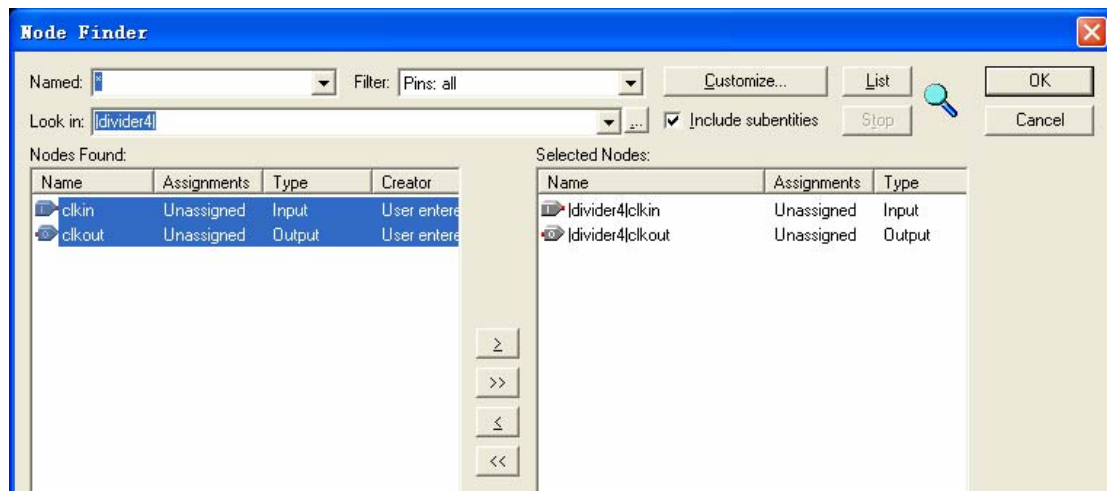 Node Finder
Named: * Filter: Pins: all Customize... List OK
Look in: |divider4| ... Include subentities Stop Cancel
Nodes Found: Selected Nodes:
Name Assignments Type Creator Name Assignments Type
clkin Unassigned Input User entere |divider4|clkin Unassigned Input
clkout Unassigned Output User entere |divider4|clkout Unassigned Output
>
>>
<
<<